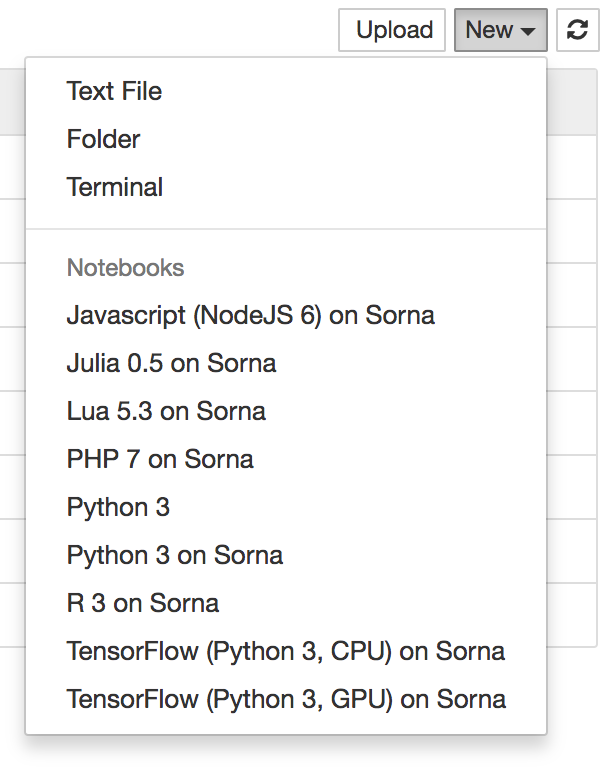 Upload New
Text File
Folder
Terminal
Notebooks
Javascript (NodeJS 6) on Sorna
Julia 0.5 on Sorna
Lua 5.3 on Sorna
PHP 7 on Sorna
Python 3
Python 3 on Sorna
R 3 on Sorna
TensorFlow (Python 3, CPU) on Sorna
TensorFlow (Python 3, GPU) on Sorna